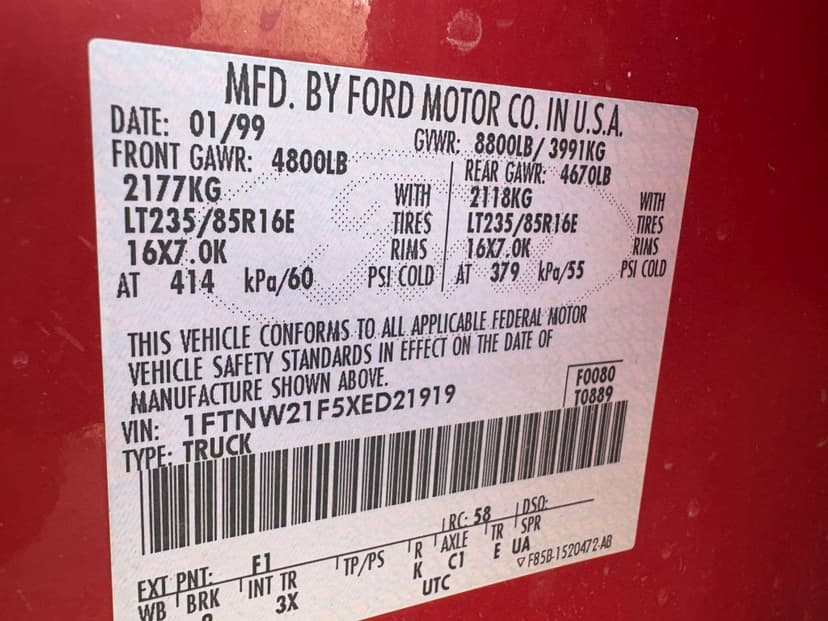 MFD. BY FORD MOTOR CO. IN U.S.A.
DATE: 01/99 GVWR: 8800LB/ 3991KG
FRONT GAWR: 4800LB REAR GAWR: 4670LB
2177KG WITH 2118KG WITH
LT235/85R16E TIRES LT235/85R16E TIRES
16X7.0K RIMS 16X7.0K RIMS
AT 414 kPa/60 PSI COLD AT 379 kPa/55 PSI COLD
THIS VEHICLE CONFORMS TO ALL APPLICABLE FEDERAL MOTOR
VEHICLE SAFETY STANDARDS IN EFFECT ON THE DATE OF
MANUFACTURE SHOWN ABOVE.
F0080
VIN: 1FTNW21F5XED21919 T0889
TYPE: TRUCK
EXT PNT: F1 RC: 58 DSO:
WB BRK INT TR TP/PS R AXLE TR SPR
3X K C1 E UA
UTC ▽ F85B-1520472-AB